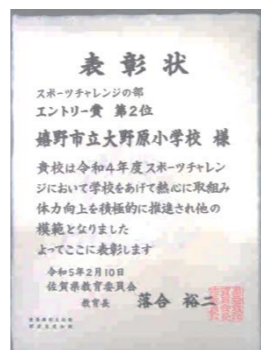 表彰状
スポーツチャレンジの部
エントリー賞 第2位
嬉野市立大野原小学校 様
貴校は令和4年度スポーツチャレン
ジにおいて学校をあげて熱心に取組み
体力向上を積極的に推進され他の
模範となりました
よってここに表彰します
令和5年2月10日
佐賀県教育委員会
教育長 落合 裕二